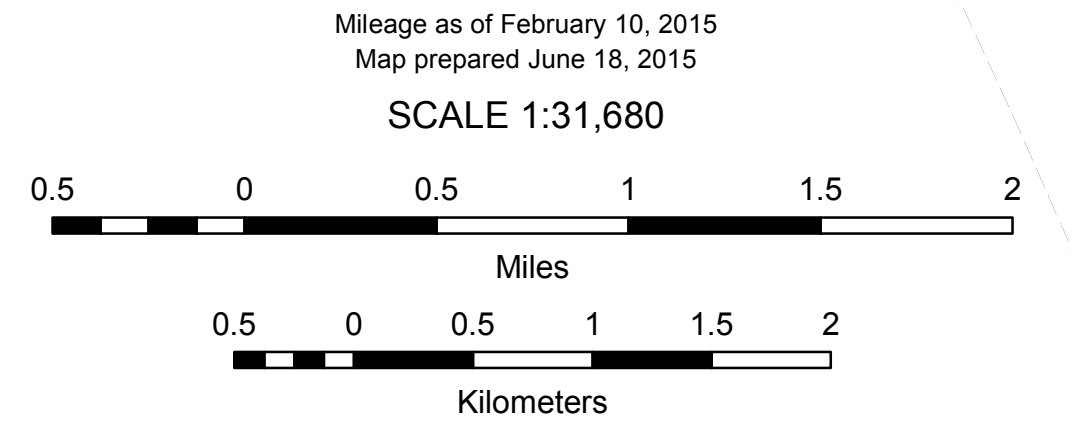 Mileage as of February 10, 2015
Map prepared June 18, 2015
SCALE 1:31,680
0.5 0 0.5 1 1.5 2
Miles
0.5 0 0.5 1 1.5 2
Kilometers